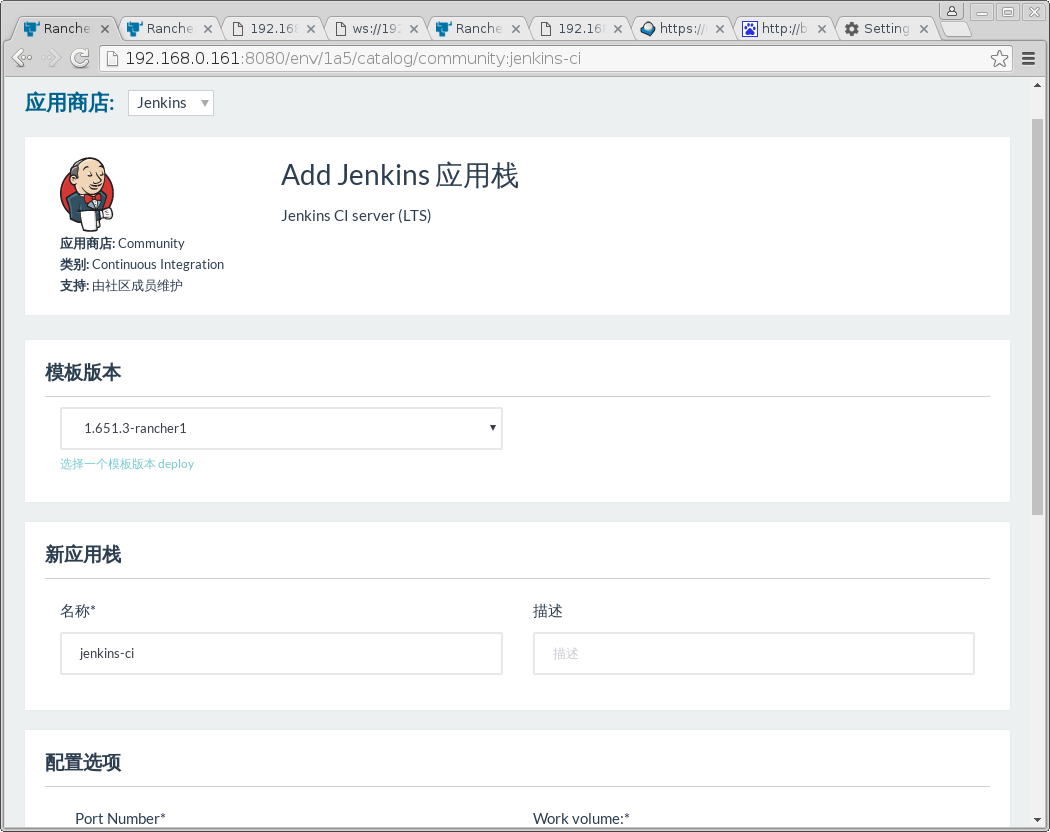 Ranche Ranche 192.168 ws://192 Ranche 192.168 https:// http://b Setting
192.168.0.161:8080/env/1a5/catalog/community:jenkins-ci
应用商店: Jenkins
Add Jenkins 应用栈
Jenkins CI server (LTS)
应用商店: Community
类别: Continuous Integration
支持: 由社区成员维护
模板版本
1.651.3-rancher1
选择一个模板版本 deploy
新应用栈
名称* 描述
jenkins-ci 描述
配置选项
Port Number* Work volume:*